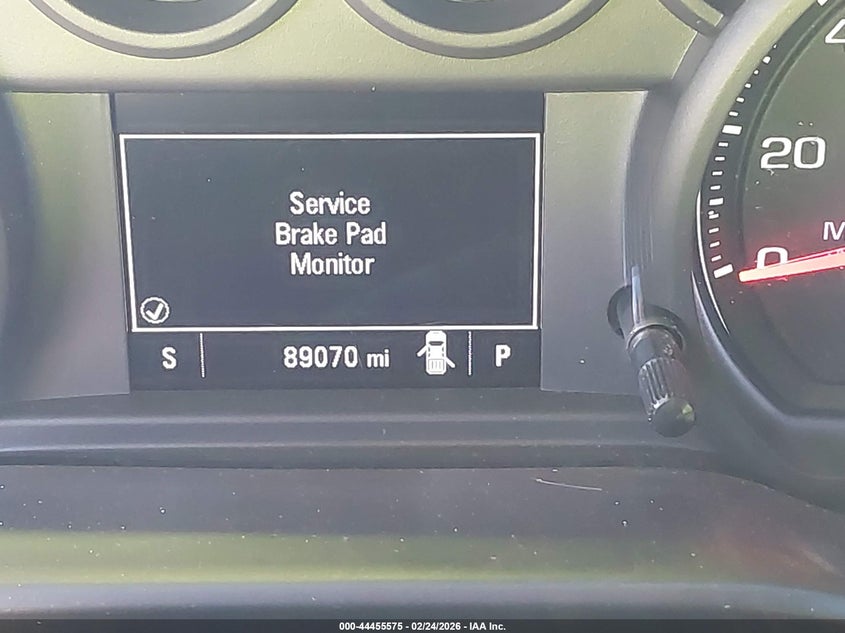 Service
Brake Pad
Monitor
S 89070 mi P
20
0
000-44455575 - 02/24/2026 - IAA Inc.